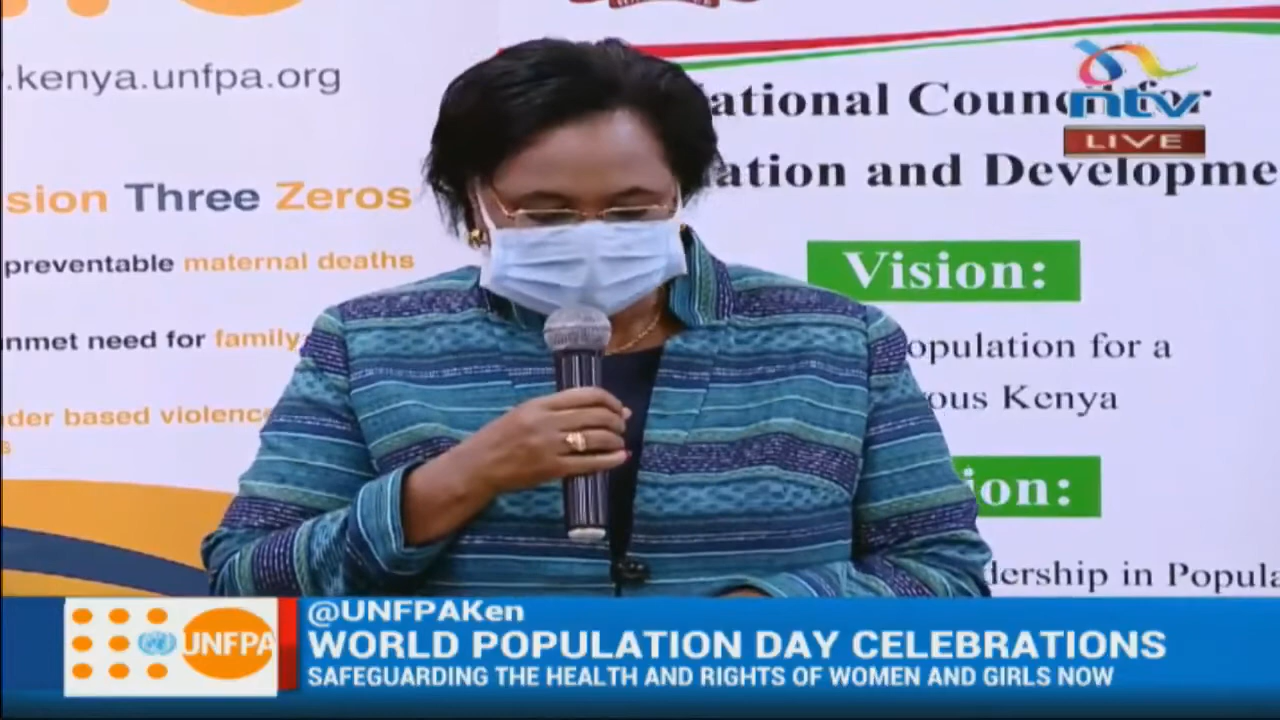 .kenya.unfpa.org
sion Three Zeros
preventable maternal deaths
nmet need for family
der based violence
s
ational Council for
ation and Developme
Vision:
opulation for a
ous Kenya
ion:
dership in Popula
ntv
LIVE
UNFPA
@UNFPAKen
WORLD POPULATION DAY CELEBRATIONS
SAFEGUARDING THE HEALTH AND RIGHTS OF WOMEN AND GIRLS NOW